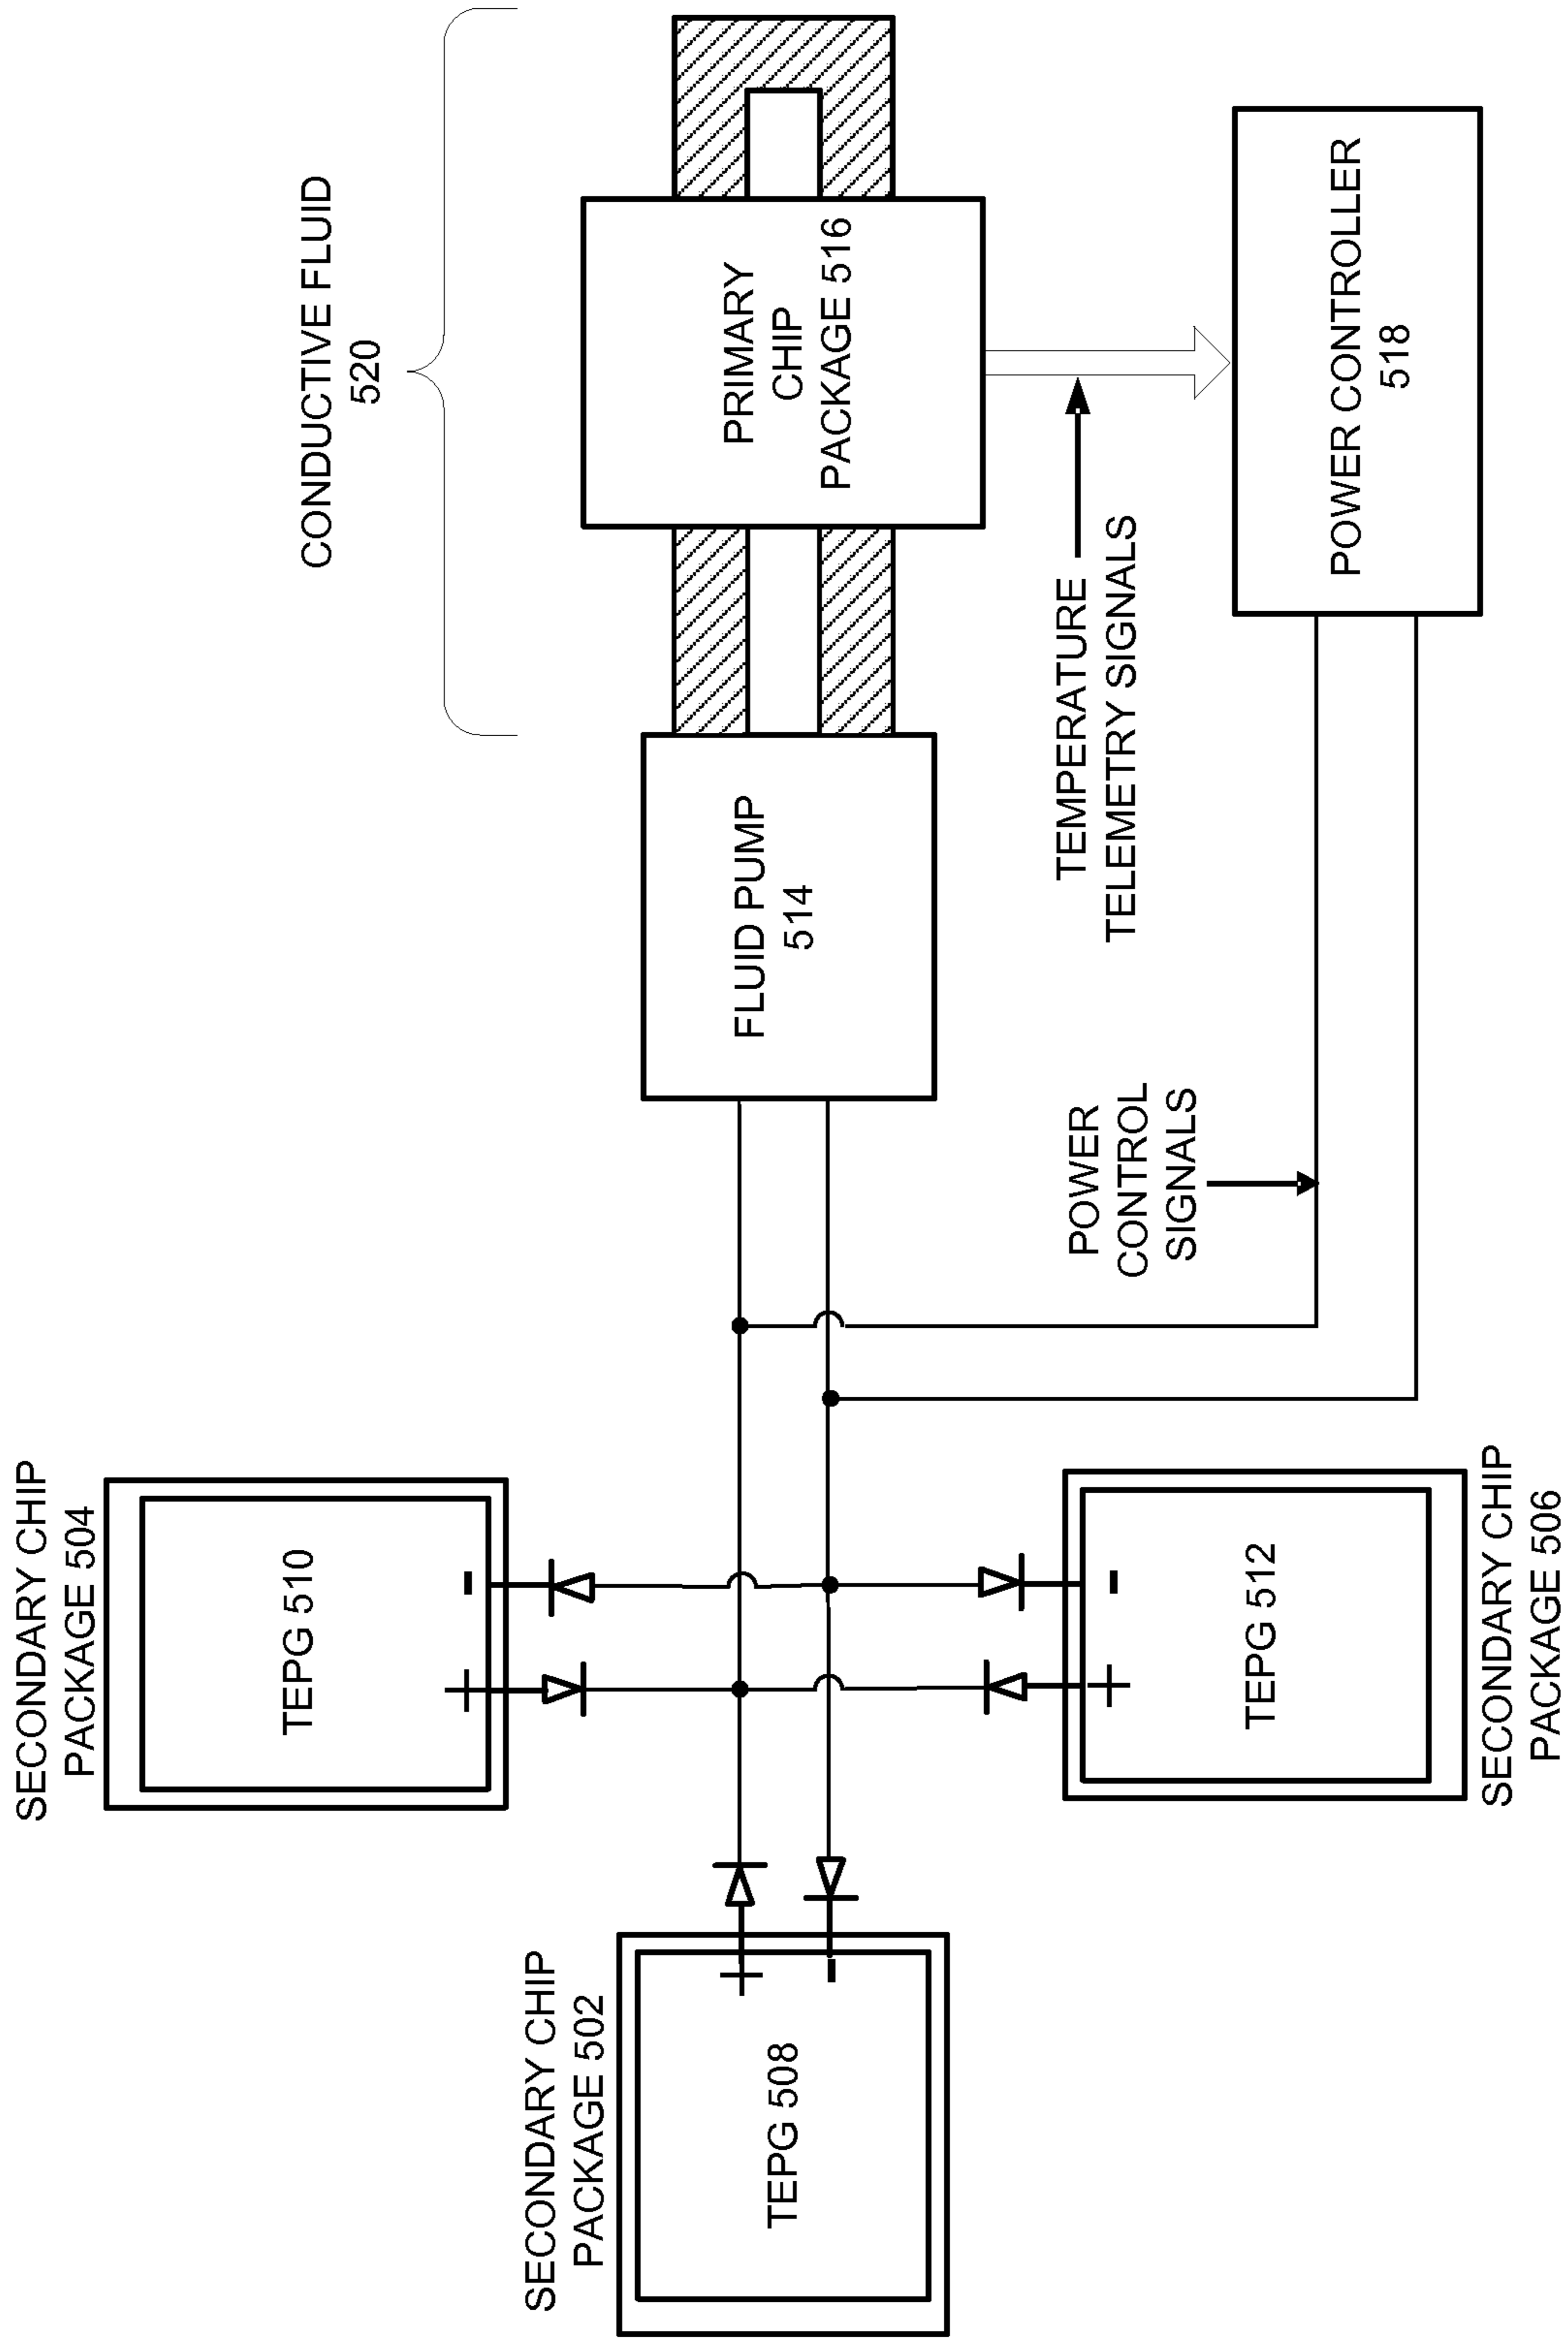 SECONDARY CHIP
PACKAGE 504
TEPG 510
+
-
SECONDARY CHIP
PACKAGE 502
TEPG 508
+
-
SECONDARY CHIP
PACKAGE 506
TEPG 512
+
-
FLUID PUMP
514
CONDUCTIVE FLUID
520
PRIMARY
CHIP
PACKAGE 516
POWER
CONTROL
SIGNALS
TEMPERATURE
TELEMETRY SIGNALS
POWER CONTROLLER
518